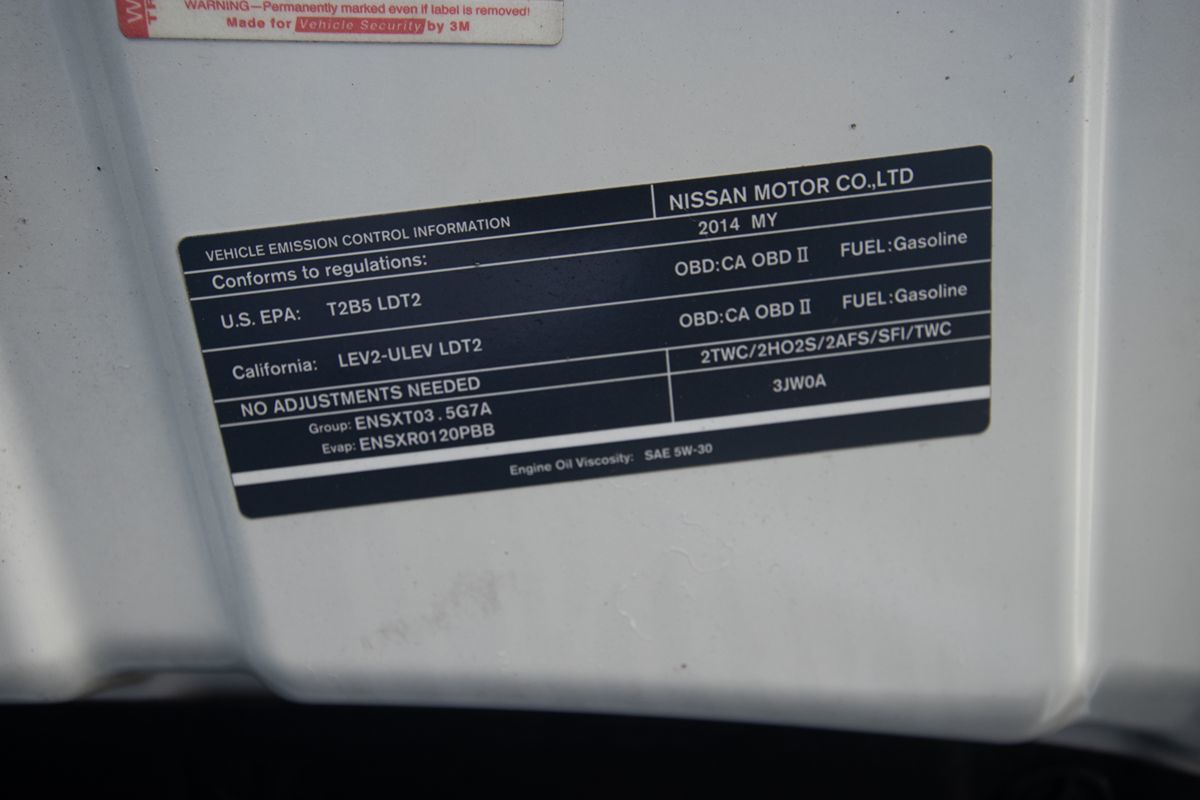 WARNING—Permanently marked even if label is removed!
Made for Vehicle Security by 3M
VEHICLE EMISSION CONTROL INFORMATION
NISSAN MOTOR CO.,LTD
Conforms to regulations: 2014 MY
U.S. EPA: T2B5 LDT2 OBD:CA OBD II FUEL:Gasoline
California: LEV2-ULEV LDT2 OBD:CA OBD II FUEL:Gasoline
NO ADJUSTMENTS NEEDED 2TWC/2HO2S/2AFS/SFI/TWC
Group: ENSXT03.5G7A 3JW0A
Evap: ENSXR0120PBB
Engine Oil Viscosity: SAE 5W-30